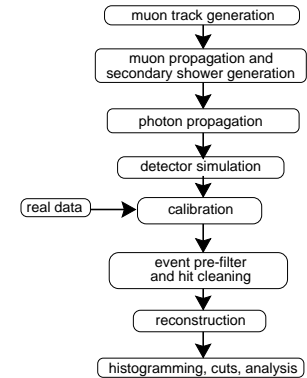 muon track generation
muon propagation and
secondary shower generation
photon propagation
detector simulation
real data
calibration
event pre-filter
and hit cleaning
reconstruction
histogramming, cuts, analysis